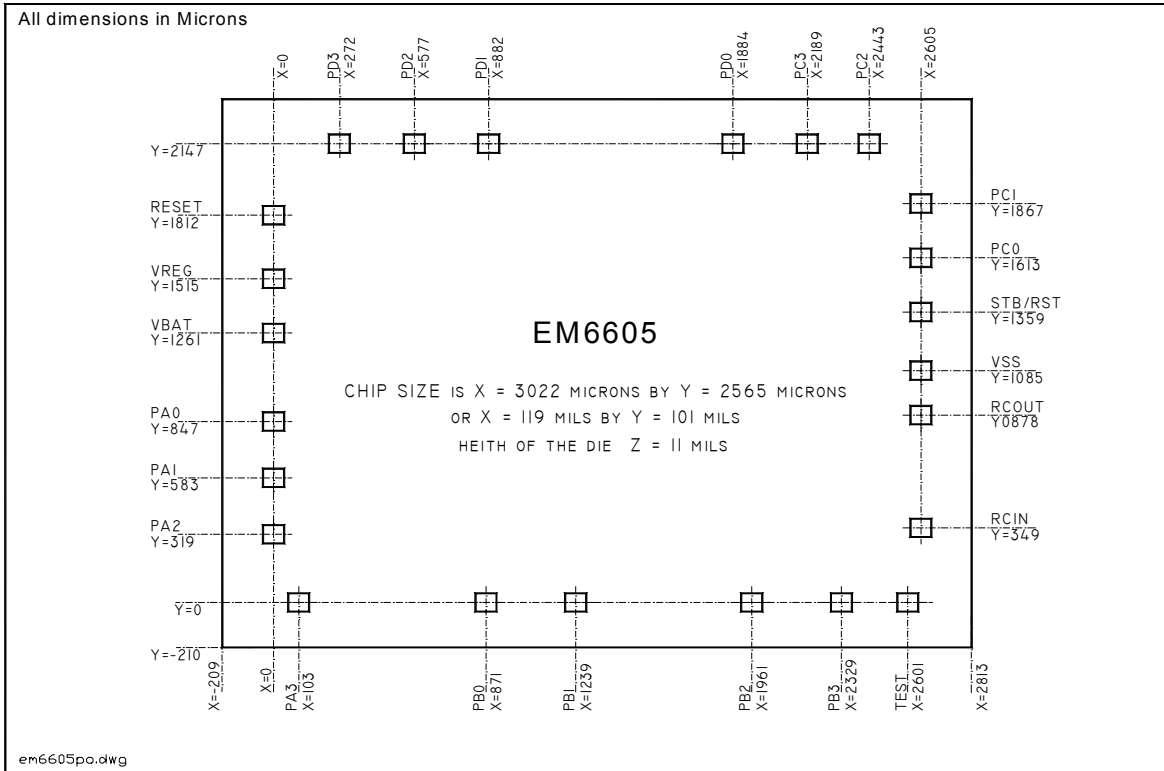 All dimensions in Microns
X=0
PD3
X=272
PD2
X=577
PD1
X=882
PD0
X=1884
PC3
X=2189
PC2
X=2443
X=2605
Y=2147
RESET
Y=1812
VREG
Y=1515
VBAT
Y=1261
PA0
Y=847
PA1
Y=583
PA2
Y=319
Y=0
Y=-210
PC1
Y=1867
PC0
Y=1613
STB/RST
Y=1359
VSS
Y=1085
RCOUT
Y0878
RCIN
Y=349
EM6605
CHIP SIZE IS X = 3022 MICRONS BY Y = 2565 MICRONS
OR X = 119 MILS BY Y = 101 MILS
HEITH OF THE DIE Z = 11 MILS
X=-209
X=0
PA3
X=103
PB0
X=871
PB1
X=1239
PB2
X=1961
PB3
X=2329
TEST
X=2601
X=2813
em6605po.dwg